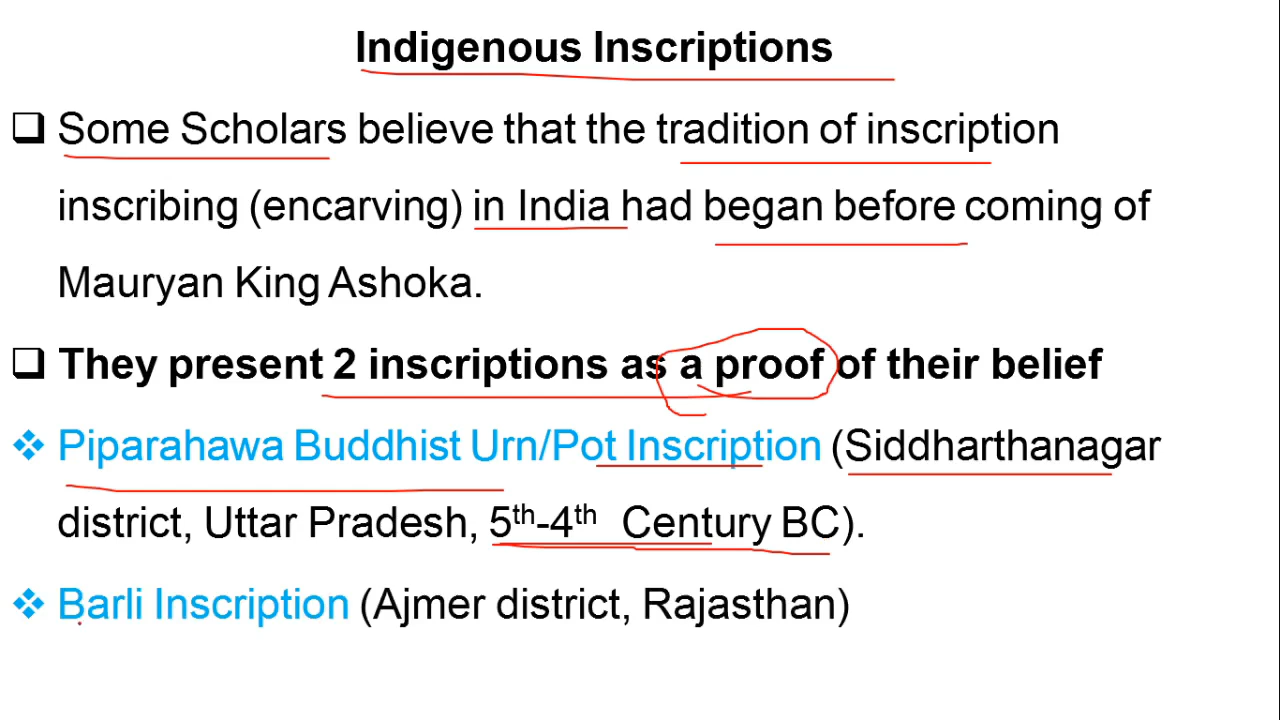 Indigenous Inscriptions
❑ Some Scholars believe that the tradition of inscription
inscribing (encarving) in India had began before coming of
Mauryan King Ashoka.
❑ They present 2 inscriptions as a proof of their belief
❖ Piparahawa Buddhist Urn/Pot Inscription (Siddharthanagar
district, Uttar Pradesh, 5th-4th Century BC).
❖ Barli Inscription (Ajmer district, Rajasthan)